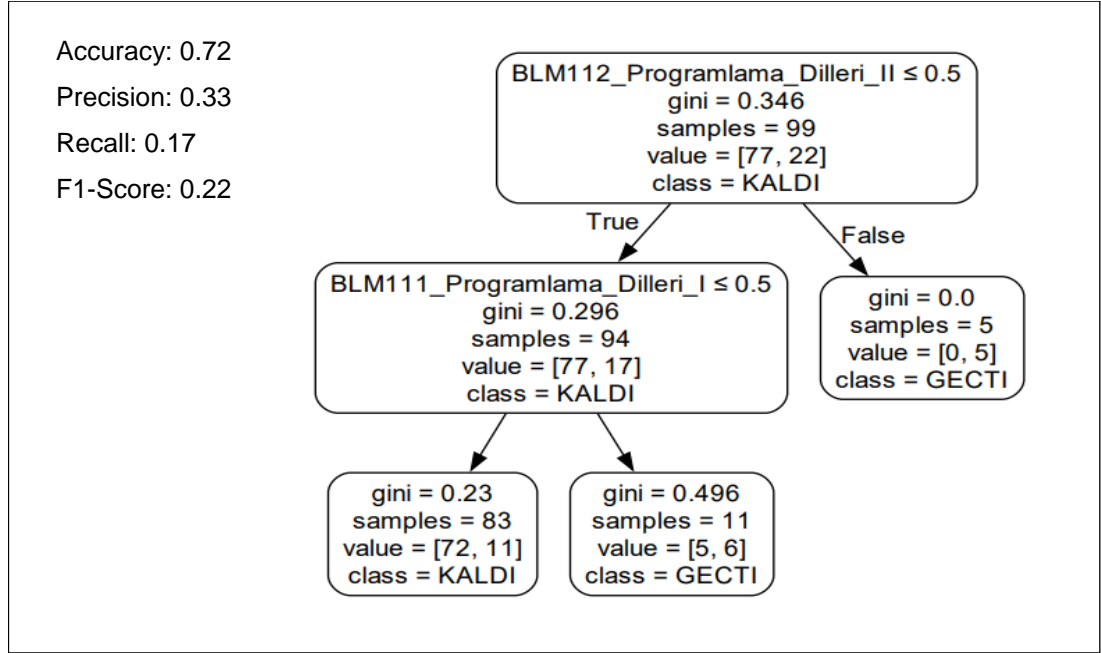 Accuracy: 0.72
Precision: 0.33
Recall: 0.17
F1-Score: 0.22
BLM112_Programlama_Dilleri_II ≤ 0.5
gini = 0.346
samples = 99
value = [77, 22]
class = KALDI
True
False
BLM111_Programlama_Dilleri_I ≤ 0.5
gini = 0.296
samples = 94
value = [77, 17]
class = KALDI
gini = 0.0
samples = 5
value = [0, 5]
class = GECTI
gini = 0.23
samples = 83
value = [72, 11]
class = KALDI
gini = 0.496
samples = 11
value = [5, 6]
class = GECTI